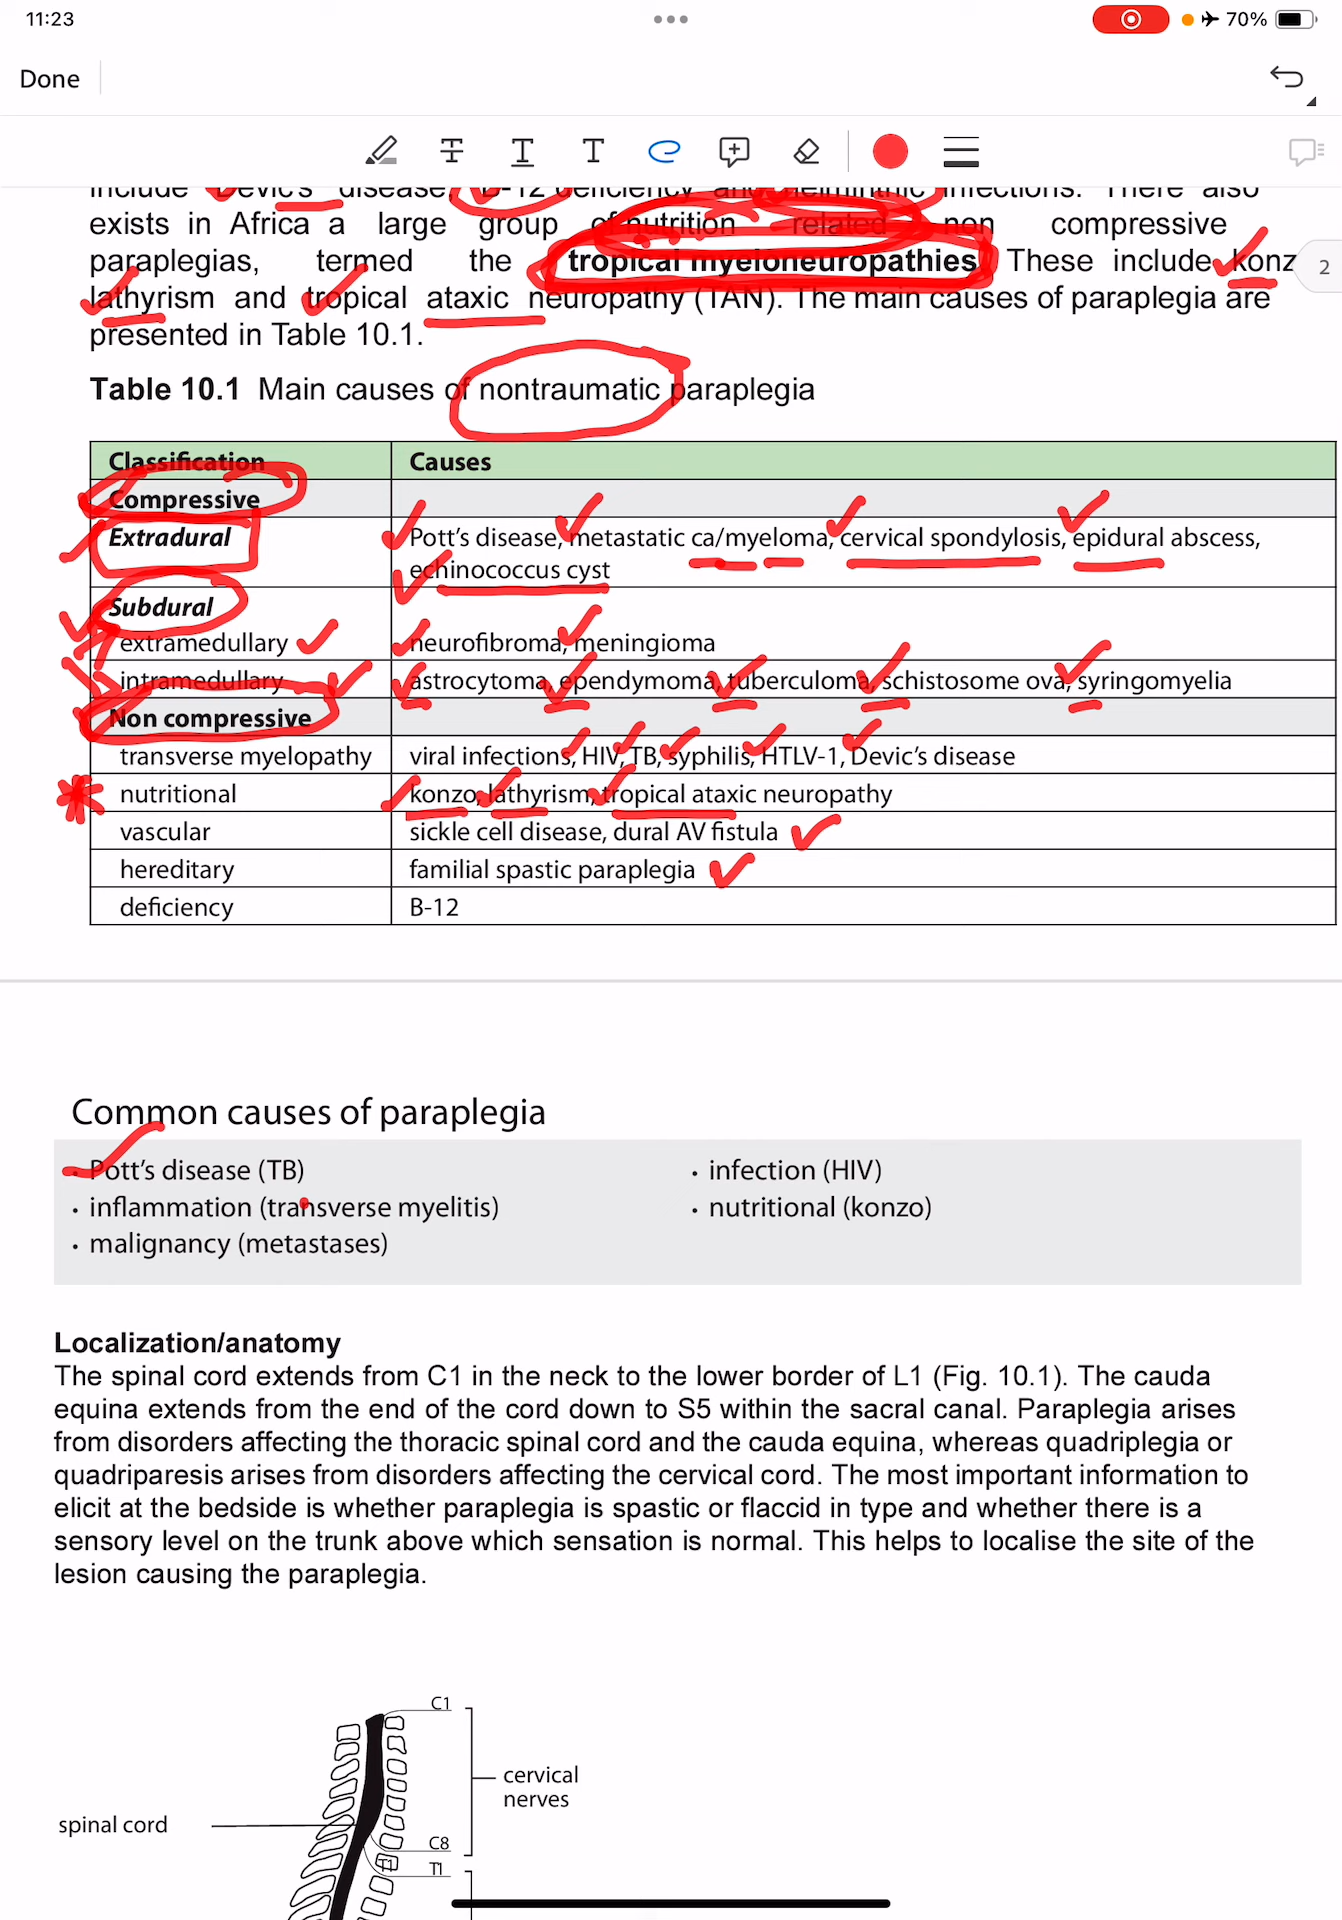 11:23
70%
Done
include Devic's disease, B-12 deficiency and helminthic infections. There also
exists in Africa a large group of nutrition related non compressive
paraplegias, termed the tropical myeloneuropathies. These include konz
2
lathyrism and tropical ataxic neuropathy (TAN). The main causes of paraplegia are
presented in Table 10.1.
Table 10.1 Main causes of nontraumatic paraplegia
Classification Causes
Compressive
Extradural Pott's disease, metastatic ca/myeloma, cervical spondylosis, epidural abscess,
echinococcus cyst
Subdural
extramedullary neurofibroma, meningioma
intramedullary astrocytoma, ependymoma, tuberculoma, schistosome ova, syringomyelia
Non compressive
transverse myelopathy viral infections, HIV, TB, syphilis, HTLV-1, Devic's disease
nutritional konzo, lathyrism, tropical ataxic neuropathy
vascular sickle cell disease, dural AV fistula
hereditary familial spastic paraplegia
deficiency B-12
Common causes of paraplegia
• Pott's disease (TB)
• inflammation (transverse myelitis)
• malignancy (metastases)
• infection (HIV)
• nutritional (konzo)
Localization/anatomy
The spinal cord extends from C1 in the neck to the lower border of L1 (Fig. 10.1). The cauda
equina extends from the end of the cord down to S5 within the sacral canal. Paraplegia arises
from disorders affecting the thoracic spinal cord and the cauda equina, whereas quadriplegia or
quadriparesis arises from disorders affecting the cervical cord. The most important information to
elicit at the bedside is whether paraplegia is spastic or flaccid in type and whether there is a
sensory level on the trunk above which sensation is normal. This helps to localise the site of the
lesion causing the paraplegia.
C1
cervical
nerves
spinal cord
C8
T1
T1